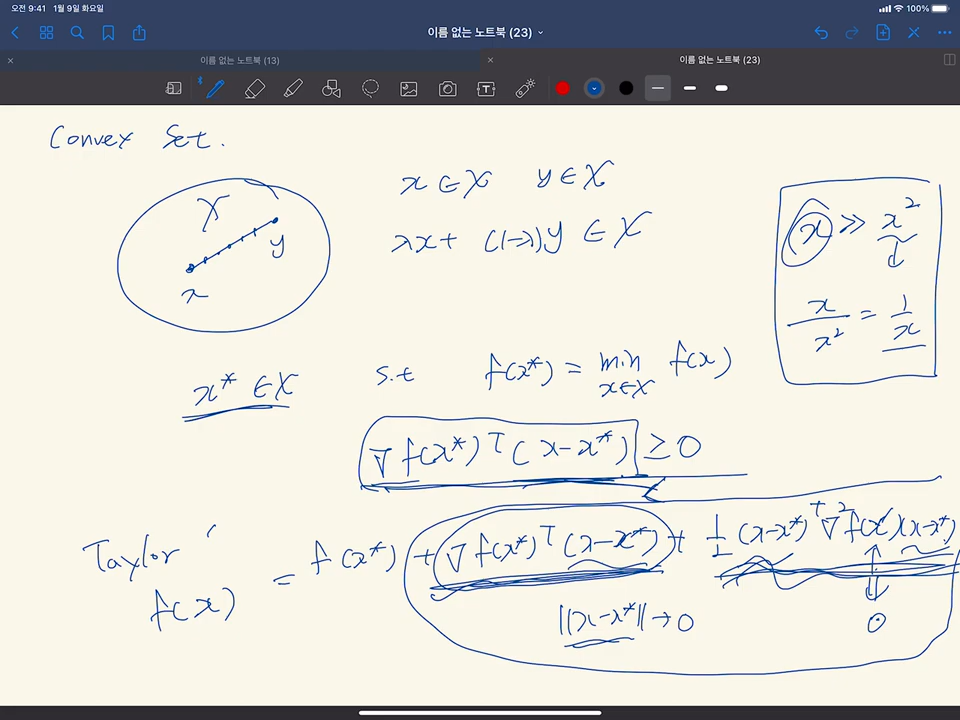 오전 9:41 1월 9일 화요일
100%
이름 없는 노트북 (23)
이름 없는 노트북 (13)
이름 없는 노트북 (23)
Convex Set.
X
x
y
x ∈ X y ∈ X
λx + (1-λ)y ∈ X
x ≫ x²
x/x² = 1/x
x* ∈ X s.t f(x*) = min f(x)
x∈X
∇f(x*)ᵀ(x-x*) ≥ 0
Taylor
f(x) = f(x*) + ∇f(x*)ᵀ(x-x*) + 1/2 (x-x*)ᵀ∇²f(x')(x-x*)
||x-x*|| → 0
0